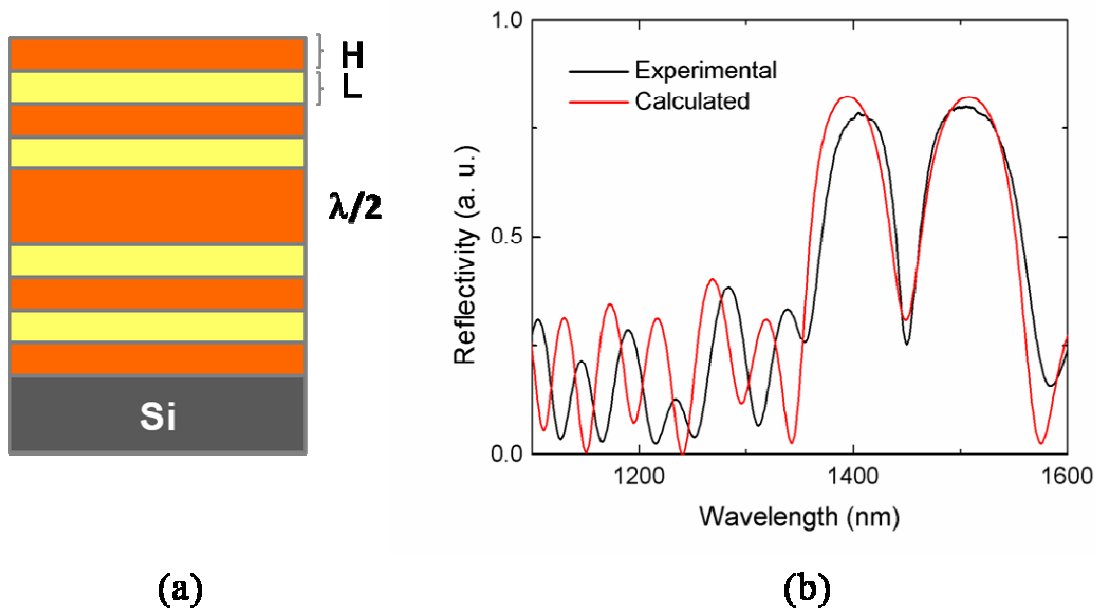 H
L
λ/2
Si
(a)
1.0
0.5
0.0
Reflectivity (a. u.)
Experimental
Calculated
1200
1400
1600
Wavelength (nm)
(b)